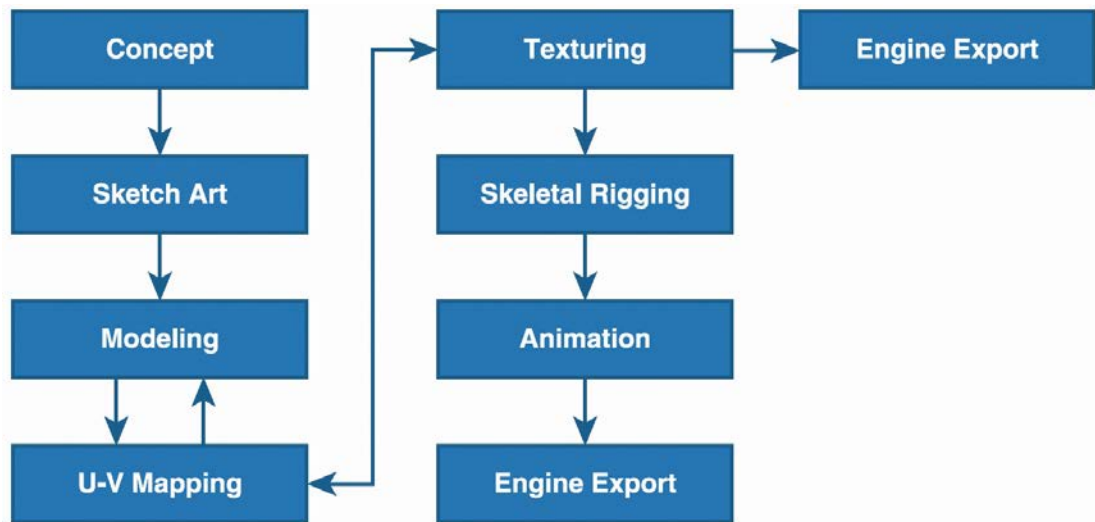 Concept
Sketch Art
Modeling
U-V Mapping
Texturing
Skeletal Rigging
Animation
Engine Export
Engine Export